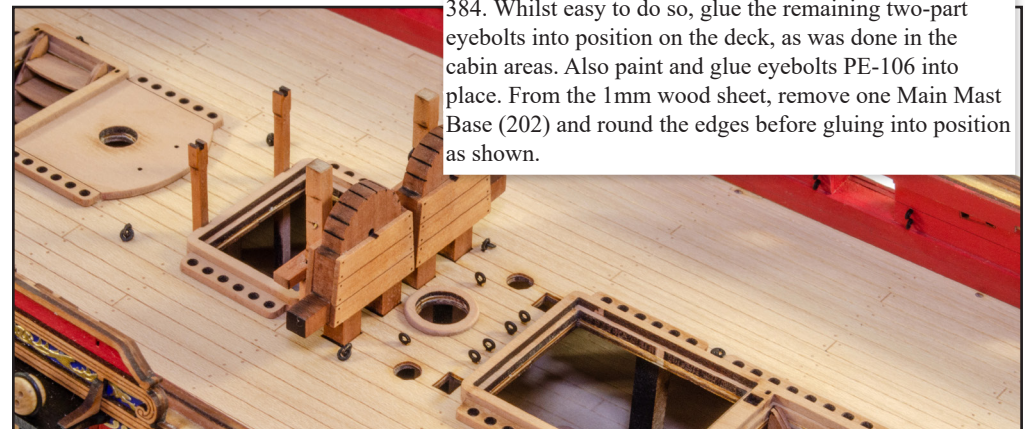 384. Whilst easy to do so, glue the remaining two-part
eyebolts into position on the deck, as was done in the
cabin areas. Also paint and glue eyebolts PE-106 into
place. From the 1mm wood sheet, remove one Main Mast
Base (202) and round the edges before gluing into position
as shown.